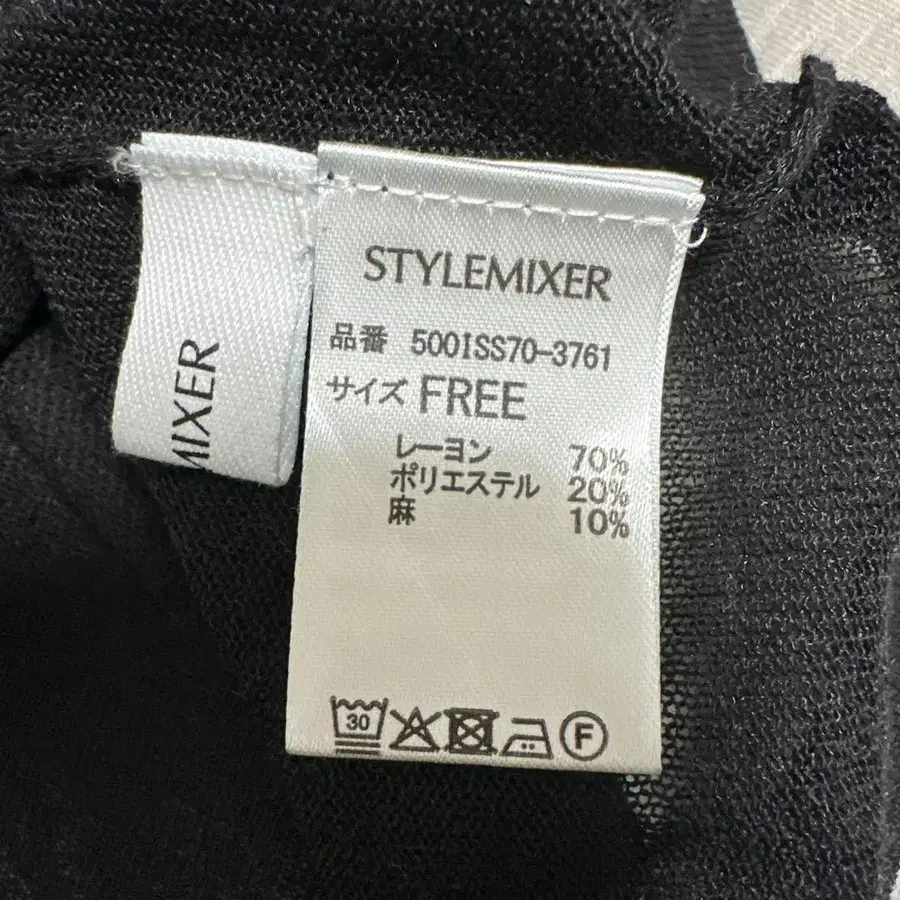 MIXER
STYLEMIXER
品番 500ISS70-3761
サイズ FREE
レーヨン 70%
ポリエステル 20%
麻 10%
30 F